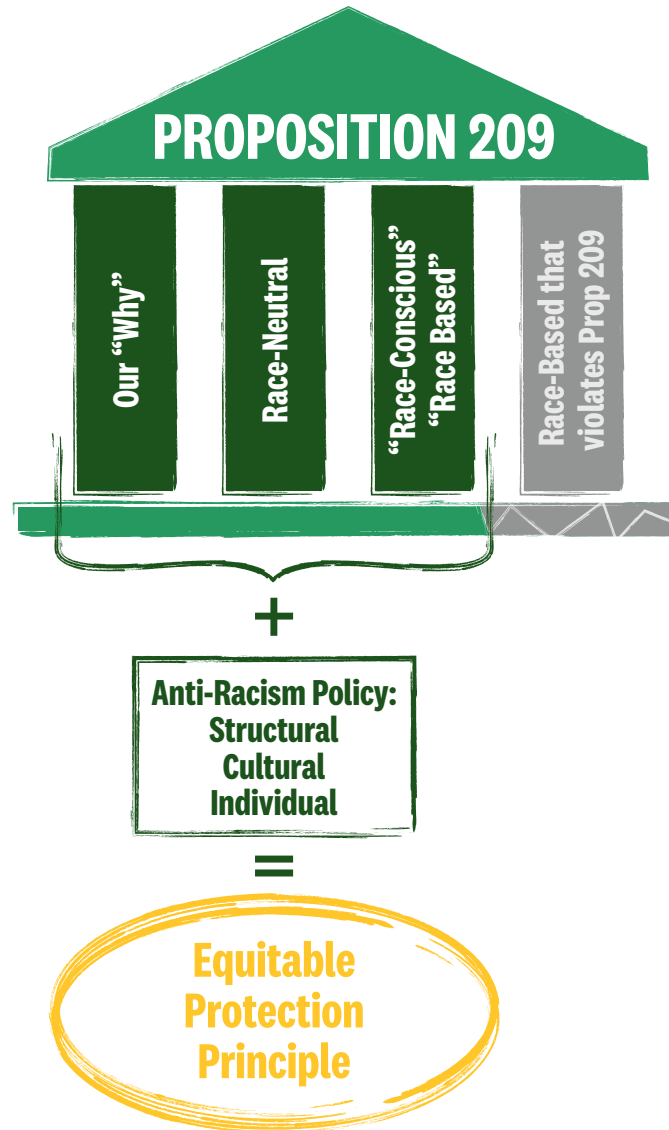 PROPOSITION 209
Our “Why”
Race-Neutral
“Race-Conscious”
“Race Based”
Race-Based that
violates Prop 209
+
Anti-Racism Policy:
Structural
Cultural
Individual
=
Equitable
Protection
Principle